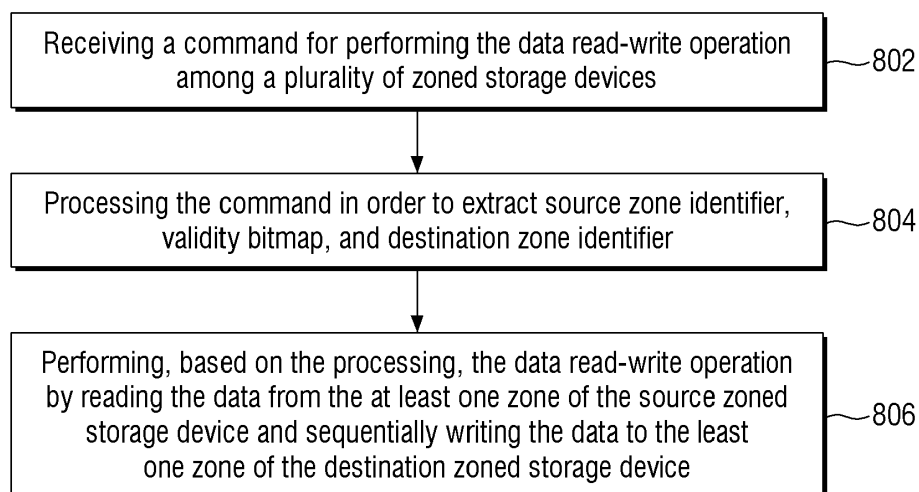 Receiving a command for performing the data read-write operation
among a plurality of zoned storage devices
802
Processing the command in order to extract source zone identifier,
validity bitmap, and destination zone identifier
804
Performing, based on the processing, the data read-write operation
by reading the data from the at least one zone of the source zoned
storage device and sequentially writing the data to the least
one zone of the destination zoned storage device
806